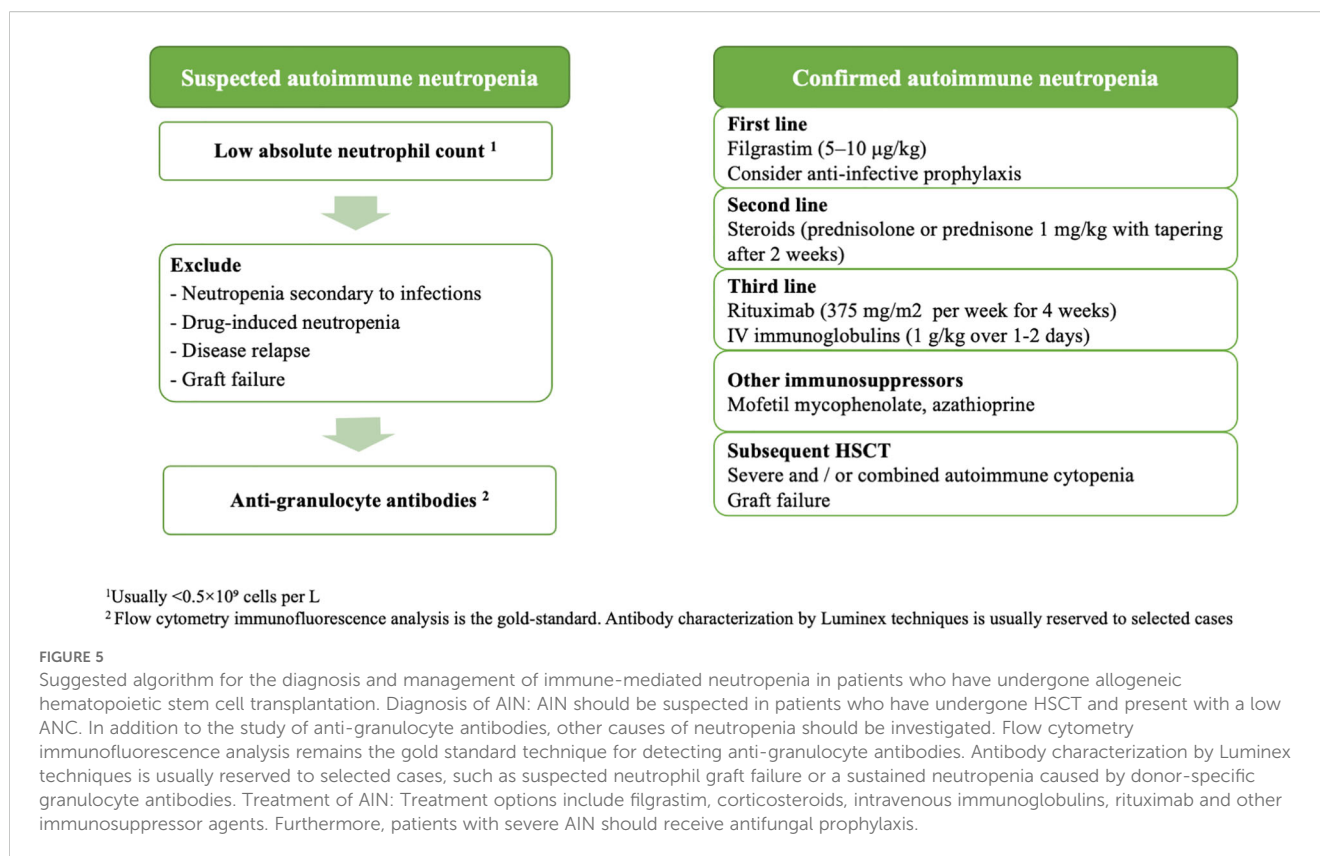 Suspected autoimmune neutropenia
Low absolute neutrophil count ¹
Exclude
- Neutropenia secondary to infections
- Drug-induced neutropenia
- Disease relapse
- Graft failure
Anti-granulocyte antibodies ²
Confirmed autoimmune neutropenia
First line
Filgrastim (5–10 μg/kg)
Consider anti-infective prophylaxis
Second line
Steroids (prednisolone or prednisone 1 mg/kg with tapering
after 2 weeks)
Third line
Rituximab (375 mg/m2 per week for 4 weeks)
IV immunoglobulins (1 g/kg over 1-2 days)
Other immunosuppressors
Mofetil mycophenolate, azathioprine
Subsequent HSCT
Severe and / or combined autoimmune cytopenia
Graft failure
¹Usually <0.5×10⁹ cells per L
² Flow cytometry immunofluorescence analysis is the gold-standard. Antibody characterization by Luminex techniques is usually reserved to selected cases
FIGURE 5
Suggested algorithm for the diagnosis and management of immune-mediated neutropenia in patients who have undergone allogeneic
hematopoietic stem cell transplantation. Diagnosis of AIN: AIN should be suspected in patients who have undergone HSCT and present with a low
ANC. In addition to the study of anti-granulocyte antibodies, other causes of neutropenia should be investigated. Flow cytometry
immunofluorescence analysis remains the gold standard technique for detecting anti-granulocyte antibodies. Antibody characterization by Luminex
techniques is usually reserved to selected cases, such as suspected neutrophil graft failure or a sustained neutropenia caused by donor-specific
granulocyte antibodies. Treatment of AIN: Treatment options include filgrastim, corticosteroids, intravenous immunoglobulins, rituximab and other
immunosuppressor agents. Furthermore, patients with severe AIN should receive antifungal prophylaxis.